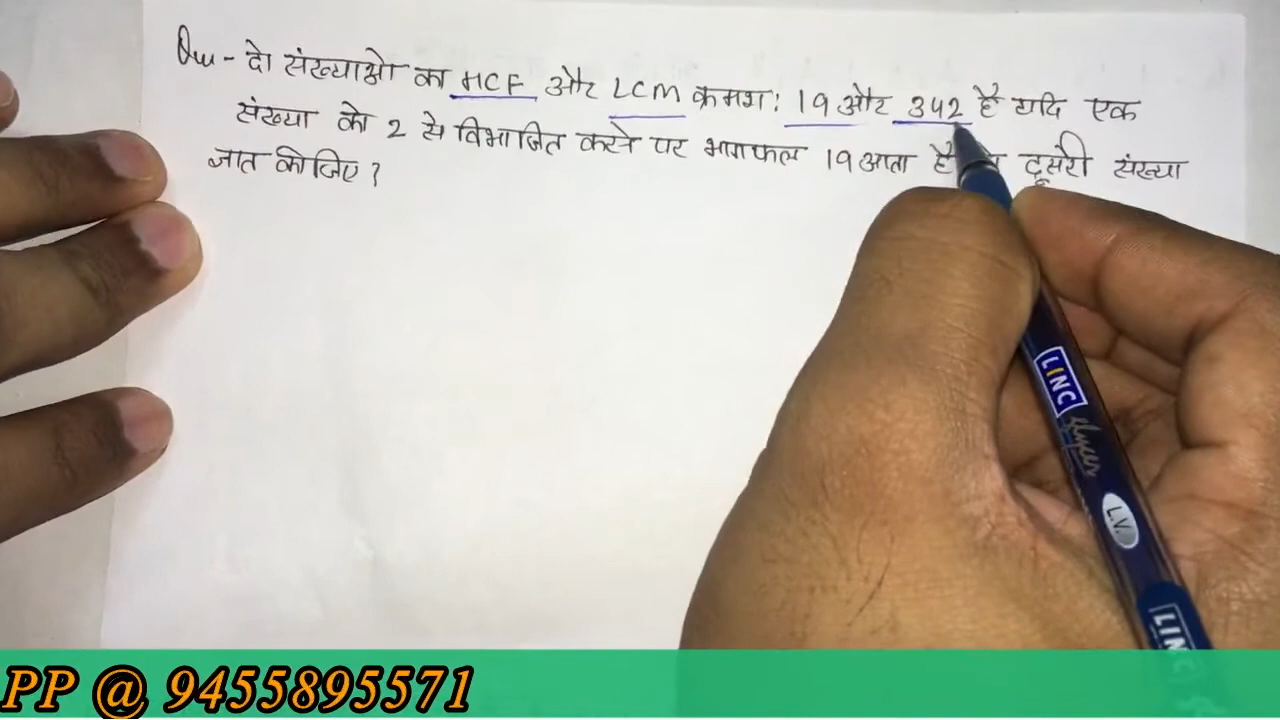 Qus - दो संख्याओ का HCF और LCM क्रमश: 19 और 342 है यदि एक
संख्या को 2 से विभाजित करने पर भागफल 19 आता है दूसरी संख्या
ज्ञात कीजिए ?
LINC
L.V.
LINC
PP @ 9455895571